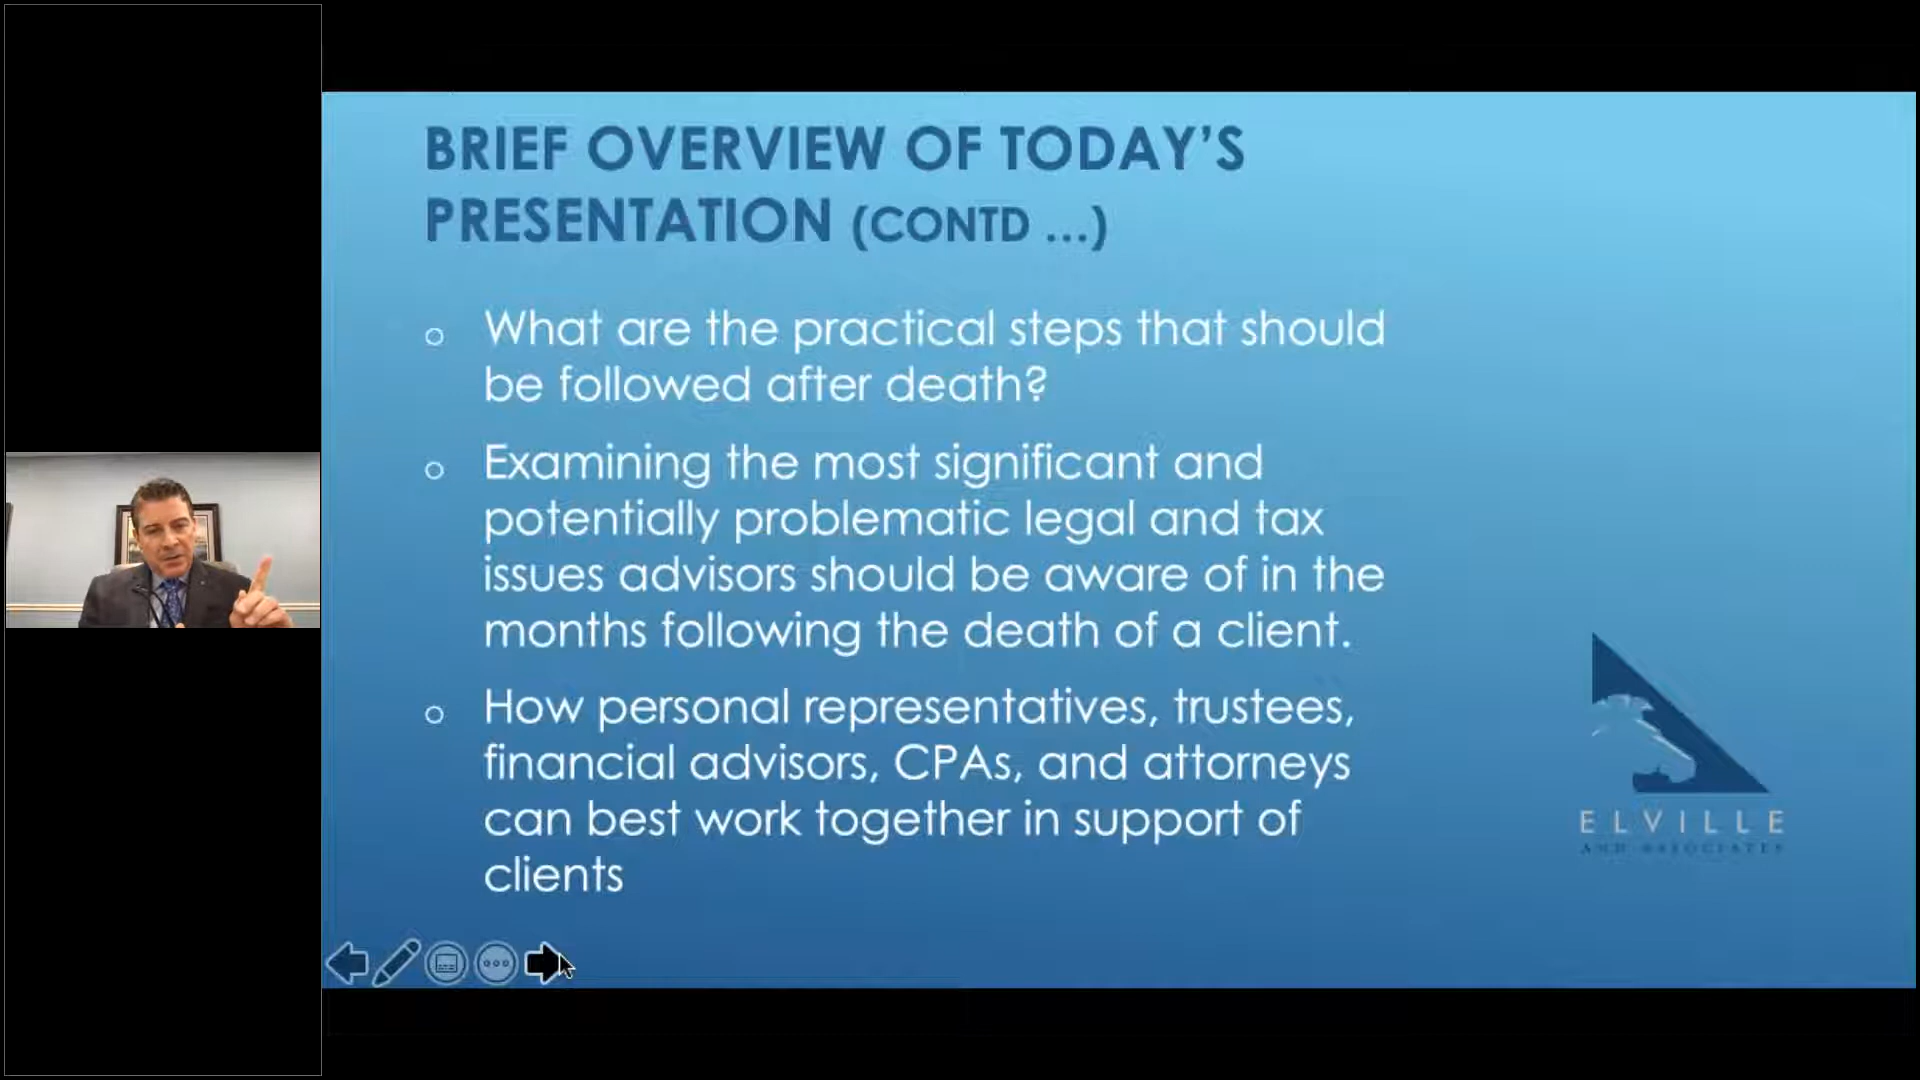 BRIEF OVERVIEW OF TODAY’S
PRESENTATION (CONTD …)
What are the practical steps that should
be followed after death?
Examining the most significant and
potentially problematic legal and tax
issues advisors should be aware of in the
months following the death of a client.
How personal representatives, trustees,
financial advisors, CPAs, and attorneys
can best work together in support of
clients
ELVILLE
AND ASSOCIATES